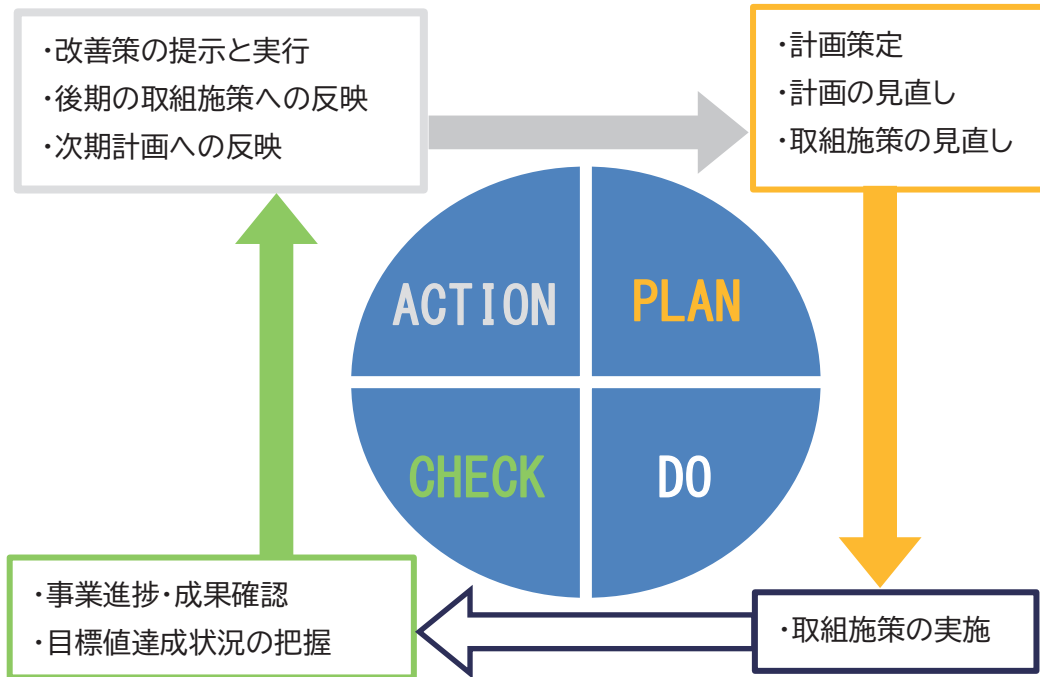 ・改善策の提示と実行
・後期の取組施策への反映
・次期計画への反映
・計画策定
・計画の見直し
・取組施策の見直し
ACTION
PLAN
CHECK
DO
・事業進捗・成果確認
・目標値達成状況の把握
・取組施策の実施